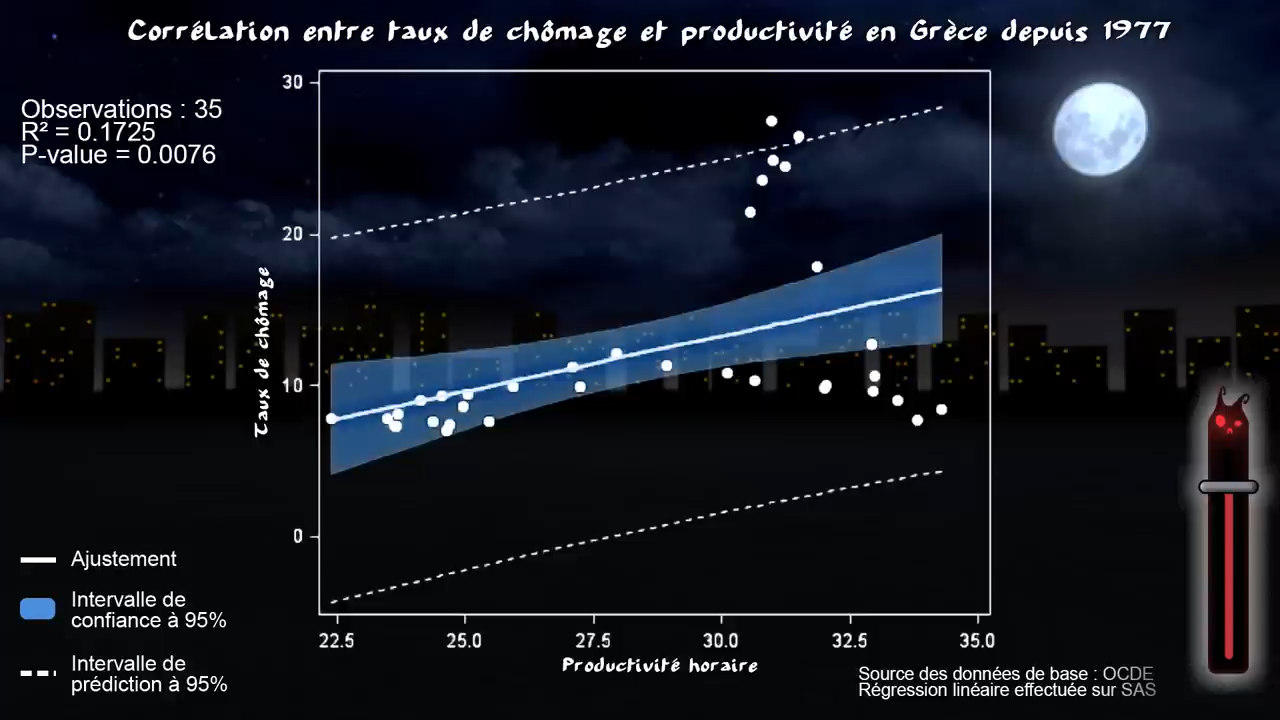 Corrélation entre taux de chômage et productivité en Grèce depuis 1977
Observations : 35
R² = 0.1725
P-value = 0.0076
30
20
10
0
Taux de chômage
22.5 25.0 27.5 30.0 32.5 35.0
Productivité horaire
Ajustement
Intervalle de
confiance à 95%
Intervalle de
prédiction à 95%
Source des données de base : OCDE
Régression linéaire effectuée sur SAS